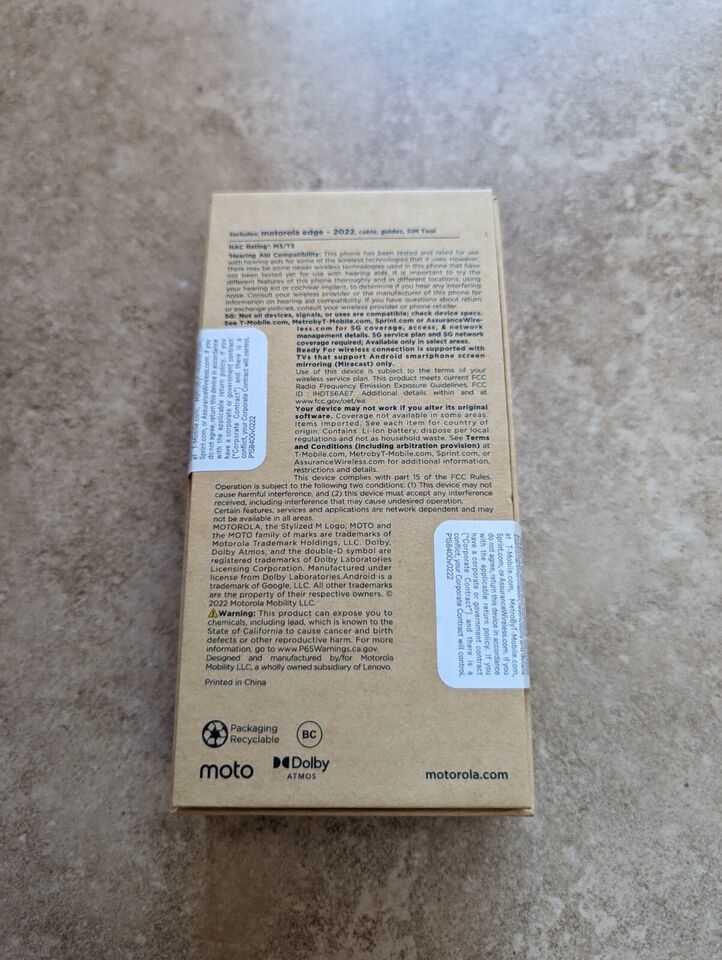 Includes: motorola edge - 2022, cable, guides, SIM Tool
HAC Rating¹: M3/T3
¹Hearing Aid Compatibility: This phone has been tested and rated for use
with hearing aids for some of the wireless technologies that it uses. However,
there may be some newer wireless technologies used in this phone that have
not been tested yet for use with hearing aids. It is important to try the
different features of this phone thoroughly and in different locations, using
your hearing aid or cochlear implant, to determine if you hear any interfering
noise. Consult your wireless provider or the manufacturer of this phone for
information on hearing aid compatibility. If you have questions about return
or exchange policies, consult your wireless provider or phone retailer.
5G: Not all devices, signals, or uses are compatible; check device specs.
See T-Mobile.com, MetrobyT-Mobile.com, Sprint.com or AssuranceWire-
less.com for 5G coverage, access, & network
management details. 5G service plan and 5G network
coverage required; Available only in select areas.
Ready For wireless connection is supported with
TVs that support Android smartphone screen
mirroring (Miracast) only.
Use of this device is subject to the terms of your
wireless service plan. This product meets current FCC
Radio Frequency Emission Exposure Guidelines, FCC
ID : IHDT56AE7. Additional details within and at
www.fcc.gov/oet/ea.
Your device may not work if you alter its original
software. Coverage not available in some areas.
Items imported. See each item for country of
origin. Contains: Li-Ion battery, dispose per local
regulations and not as household waste. See Terms
and Conditions (including arbitration provision) at
T-Mobile.com, MetrobyT-Mobile.com, Sprint.com, or
AssuranceWireless.com for additional information,
restrictions and details.
This device complies with part 15 of the FCC Rules.
Operation is subject to the following two conditions: (1) This device may not
cause harmful interference, and (2) this device must accept any interference
received, including interference that may cause undesired operation.
Certain features, services and applications are network dependent and may
not be available in all areas.
MOTOROLA, the Stylized M Logo, MOTO and
the MOTO family of marks are trademarks of
Motorola Trademark Holdings, LLC. Dolby,
Dolby Atmos, and the double-D symbol are
registered trademarks of Dolby Laboratories
Licensing Corporation. Manufactured under
license from Dolby Laboratories.Android is a
trademark of Google, LLC. All other trademarks
are the property of their respective owners. ©
2022 Motorola Mobility LLC.
⚠Warning: This product can expose you to
chemicals, including lead, which is known to the
State of California to cause cancer and birth
defects or other reproductive harm. For more
information, go to www.P65Warnings.ca.gov.
Designed and manufactured by/for Motorola
Mobility LLC, a wholly owned subsidiary of Lenovo.
Printed in China
at T-Mobile.com,
Sprint.com, or AssuranceWireless.com. If you
do not agree, return this device in accordance
with the applicable return policy. If you
have a corporate or government contract
("Corporate Contract") and there is a
conflict, your Corporate Contract will control.
P158400v0222
at T-Mobile.com, MetroByT-Mobile.com,
Sprint.com, or AssuranceWireless.com. If you
do not agree, return this device in accordance
with the applicable return policy. If you
have a corporate or government contract
("Corporate Contract") and there is a
conflict, your Corporate Contract will control.
P158400v0222
Packaging
Recyclable
BC
moto
Dolby
ATMOS
motorola.com